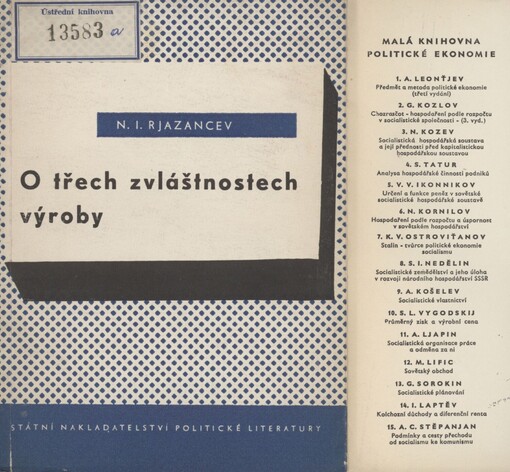 Ústřední knihovna
13583 a
N. I. RJAZANCEV
O třech zvláštnostech
výroby
STÁTNÍ NAKLADATELSTVÍ POLITICKÉ LITERATURY
MALÁ KNIHOVNA
POLITICKÉ EKONOMIE
1. A. LEONŤJEV
Předmět a metoda politické ekonomie
(třetí vydání)
2. G. KOZLOV
Chozrazčot - hospodaření podle rozpočtu
v socialistické společnosti - (3. vyd.)
3. N. KOZEV
Socialistická hospodářská soustava
a její přednosti před kapitalistickou
hospodářskou soustavou
4. S. TATUR
Analysa hospodářské činnosti podniků
5. V. V. IKONNIKOV
Určení a funkce peněz v sovětské
socialistické hospodářské soustavě
6. N. KORNILOV
Hospodaření podle rozpočtu a úspornost
v sovětském hospodářství
7. K. V. OSTROVIŤANOV
Stalin - tvůrce politické ekonomie
socialismu
8. S. I. NEDĚLIN
Socialistické zemědělství a jeho úloha
v rozvoji národního hospodářství SSSR
9. A. KOŠELEV
Socialistické vlastnictví
10. S. L. VYGODSKIJ
Průměrný zisk a výrobní cena
11. A. LJAPIN
Socialistická organisace práce
a odměna za ni
12. M. LIFIC
Sovětský obchod
13. G. SOROKIN
Socialistické plánování
14. I. LAPTĚV
Kolchozní důchody a diferenční renta
15. A. C. STĚPANJAN
Podmínky a cesty přechodu
od socialismu ke komunismu